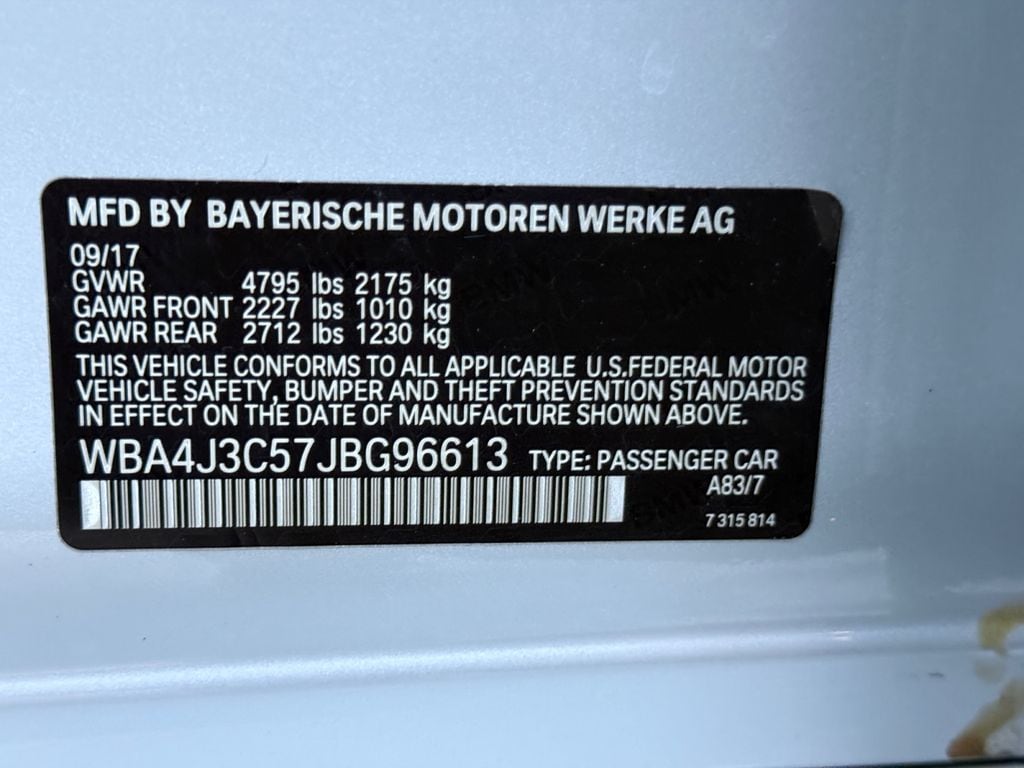 MFD BY BAYERISCHE MOTOREN WERKE AG
09/17
GVWR 4795 lbs 2175 kg
GAWR FRONT 2227 lbs 1010 kg
GAWR REAR 2712 lbs 1230 kg
THIS VEHICLE CONFORMS TO ALL APPLICABLE U.S.FEDERAL MOTOR
VEHICLE SAFETY, BUMPER AND THEFT PREVENTION STANDARDS
IN EFFECT ON THE DATE OF MANUFACTURE SHOWN ABOVE.
WBA4J3C57JBG96613 TYPE: PASSENGER CAR
A83/7
7 315 814